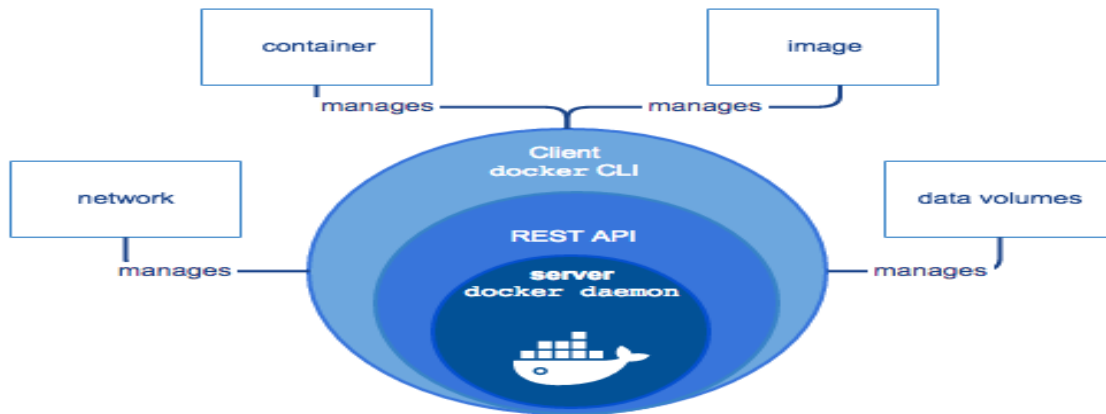 container
image
manages
manages
Client
docker CLI
network
data volumes
REST API
manages
server
manages
docker daemon